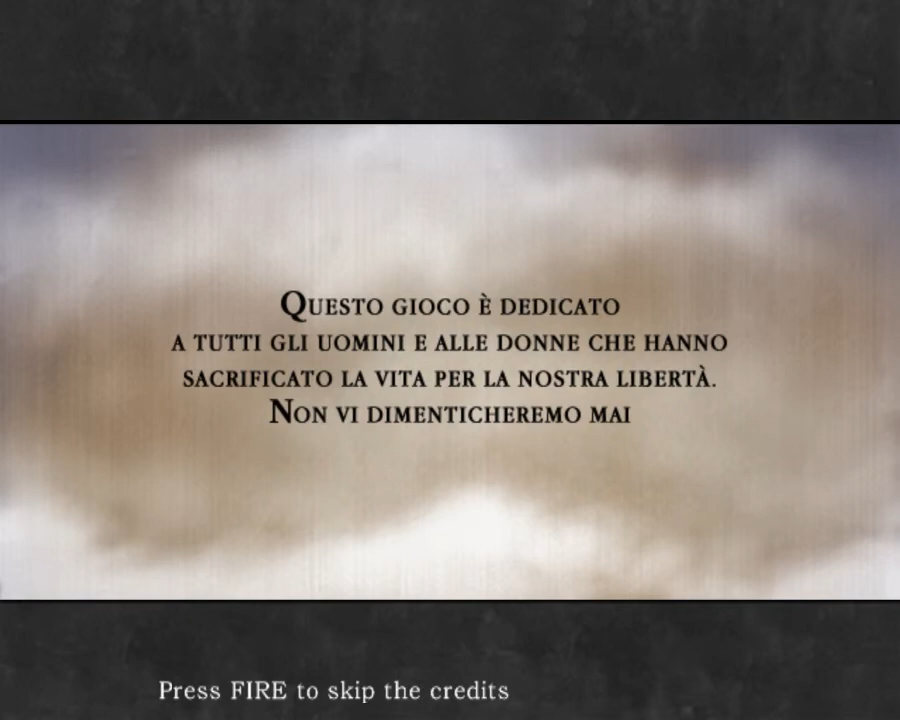 Questo gioco è dedicato
a tutti gli uomini e alle donne che hanno
sacrificato la vita per la nostra libertà.
Non vi dimenticheremo mai
Press FIRE to skip the credits